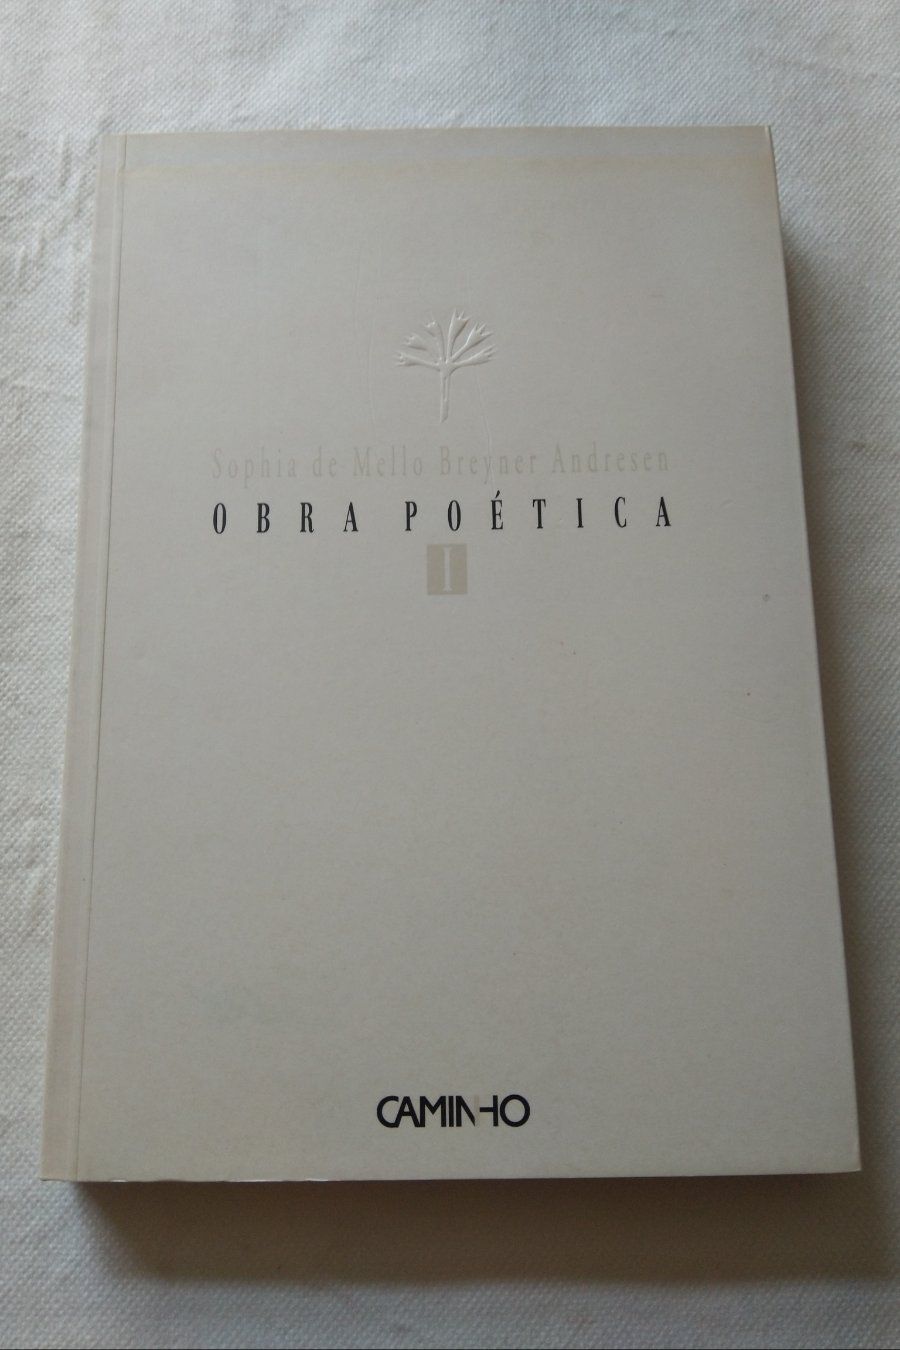 Sophia de Mello Breyner Andresen
OBRA POÉTICA
I
CAMINHO